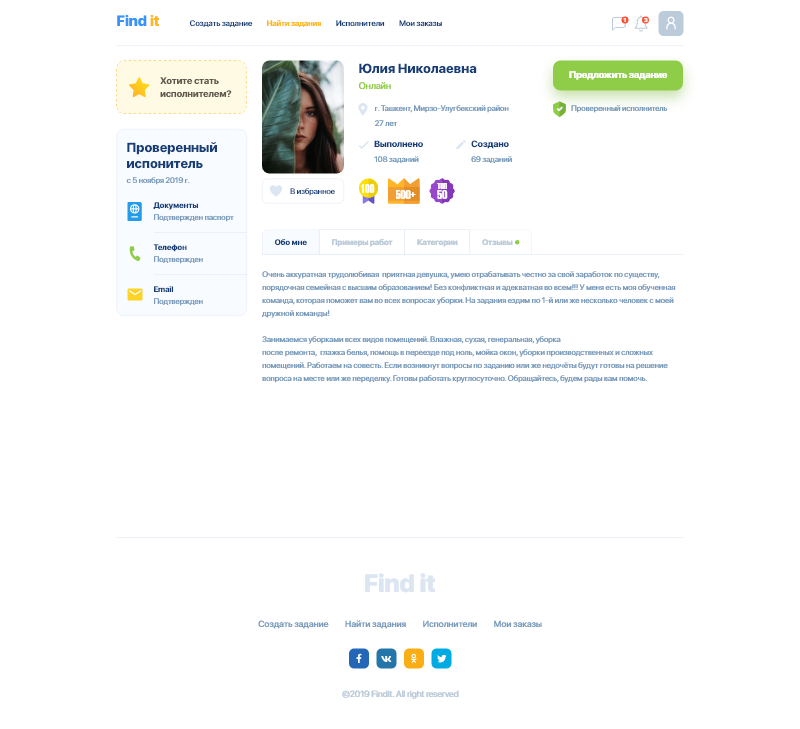 Find it
Создать задание
Найти задания
Исполнители
Мои заказы
1
3
Хотите стать
исполнителем?
Проверенный
испонитель
с 5 ноября 2019 г.
Документы
Подтвержден паспорт
Телефон
Подтвержден
Email
Подтвержден
В избранное
Юлия Николаевна
Онлайн
г. Ташкент, Мирзо-Улугбекский район
27 лет
Выполнено
108 заданий
Создано
69 заданий
100
500+
ТОП
50
Предложить задание
Проверенный исполнитель
Обо мне
Примеры работ
Категории
Отзывы
Очень аккуратная трудолюбивая приятная девушка, умею отрабатывать честно за свой заработок по существу,
порядочная семейная с высшим образованием! Без конфликтная и адекватная во всем!!! У меня есть моя обученная
команда, которая поможет вам во всех вопросах уборки. На задания ездим по 1-й или же несколько человек с моей
дружной команды!
Занимаемся уборками всех видов помещений. Влажная, сухая, генеральная, уборка
после ремонта, глажка белья, помощь в переезде под ноль, мойка окон, уборки производственных и сложных
помещений. Работаем на совесть. Если возникнут вопросы по заданию или же недочёты будут готовы на решение
вопроса на месте или же переделку. Готовы работать круглосуточно. Обращайтесь, будем рады вам помочь.
Find it
Создать задание
Найти задания
Исполнители
Мои заказы
©2019 FindIt. All right reserved